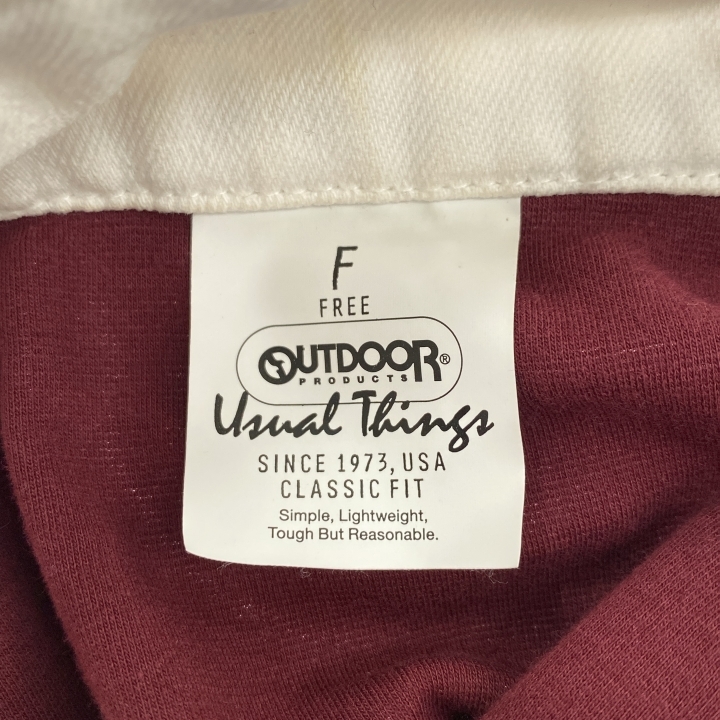 F
FREE
OUTDOOR®
PRODUCTS
Usual Things
SINCE 1973, USA
CLASSIC FIT
Simple, Lightweight,
Tough But Reasonable.